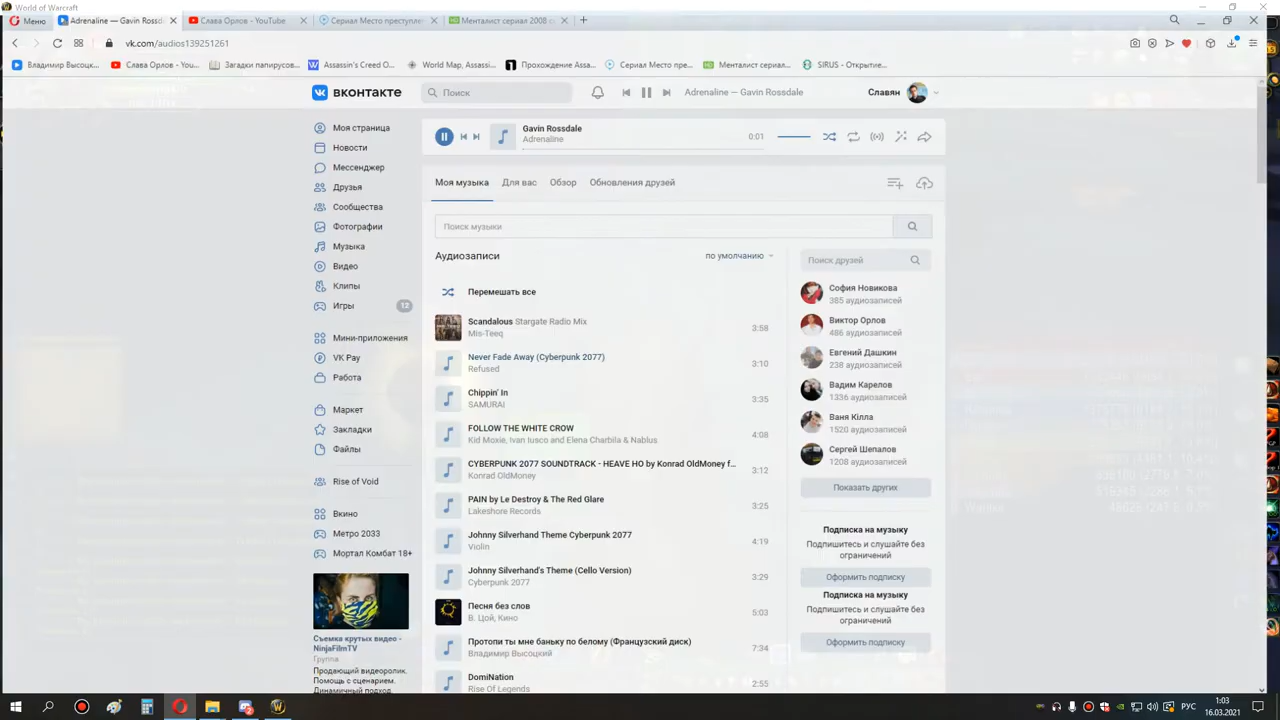 World of Warcraft
Меню
Adrenaline — Gavin Rossd
Слава Орлов - YouTube
Сериал Место преступлен
Менталист сериал 2008 o
vk.com/audios139251261
Владимир Высоцк...
Слава Орлов - You...
Загадки папирусов...
Assassin's Creed O...
World Map, Assassi...
Прохождение Assa...
Сериал Место пре...
Менталист сериал...
SIRUS - Открытие...
вконтакте
Поиск
Adrenaline — Gavin Rossdale
Славян
Gavin Rossdale
Adrenaline
0:01
Моя страница
Новости
Мессенджер
Друзья
Сообщества
Фотографии
Музыка
Видео
Клипы
Игры
12
Мини-приложения
VK Pay
Работа
Маркет
Закладки
Файлы
Rise of Void
Вкино
Метро 2033
Мортал Комбат 18+
Съемка крутых видео -
NinjaFilmTV
Группа
Продающий видеоролик.
Помощь с сценарием.
Динамичный подход.
Моя музыка
Для вас
Обзор
Обновления друзей
Поиск музыки
Аудиозаписи
по умолчанию
Перемешать все
Scandalous Stargate Radio Mix
Mis-Teeq
3:58
Never Fade Away (Cyberpunk 2077)
Refused
3:10
Chippin' In
SAMURAI
3:35
FOLLOW THE WHITE CROW
Kid Moxie, Ivan Iusco and Elena Charbila & Nablus
4:08
CYBERPUNK 2077 SOUNDTRACK - HEAVE HO by Konrad OldMoney f...
Konrad OldMoney
3:12
PAIN by Le Destroy & The Red Glare
Lakeshore Records
3:25
Johnny Silverhand Theme Cyberpunk 2077
Violin
4:19
Johnny Silverhand's Theme (Cello Version)
Cyberpunk 2077
3:29
Песня без слов
В. Цой, Кино
5:03
Протопи ты мне баньку по белому (Французский диск)
Владимир Высоцкий
7:34
DomiNation
Rise Of Legends
2:55
Поиск друзей
София Новикова
385 аудиозаписей
Виктор Орлов
486 аудиозаписей
Евгений Дашкин
238 аудиозаписей
Вадим Карелов
1336 аудиозаписей
Ваня Кілла
1520 аудиозаписей
Сергей Шепалов
1208 аудиозаписей
Показать других
Подписка на музыку
Подпишитесь и слушайте без
ограничений
Оформить подписку
Подписка на музыку
Подпишитесь и слушайте без
ограничений
Оформить подписку
РУС
1:03
16.03.2021